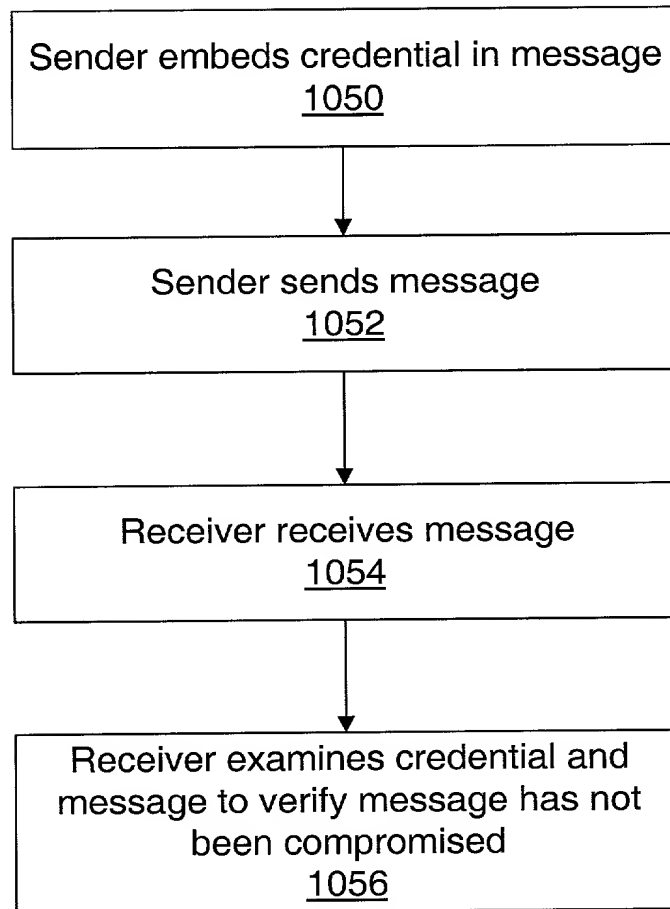 Sender embeds credential in message
1050
Sender sends message
1052
Receiver receives message
1054
Receiver examines credential and
message to verify message has not
been compromised
1056